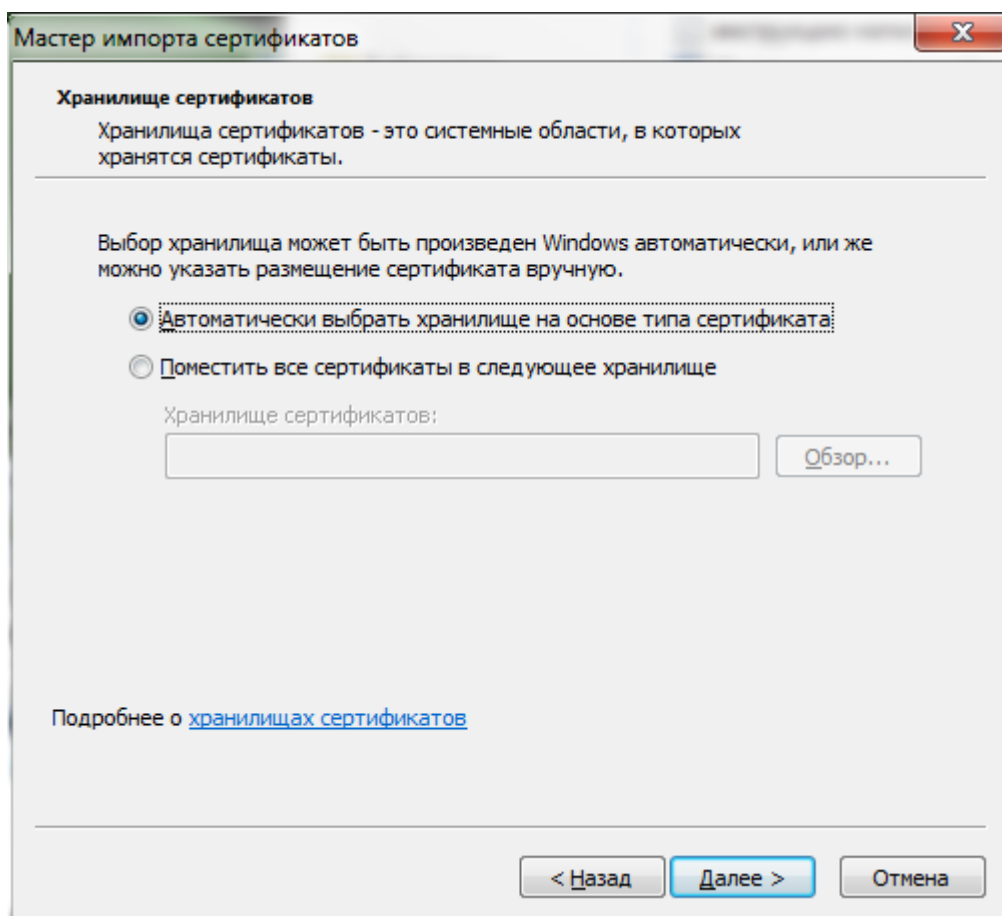 Мастер импорта сертификатов
Хранилище сертификатов
Хранилища сертификатов - это системные области, в которых
хранятся сертификаты.
Выбор хранилища может быть произведен Windows автоматически, или же
можно указать размещение сертификата вручную.
Автоматически выбрать хранилище на основе типа сертификата
Поместить все сертификаты в следующее хранилище
Хранилище сертификатов:
Обзор...
Подробнее о хранилищах сертификатов
< Назад Далее > Отмена